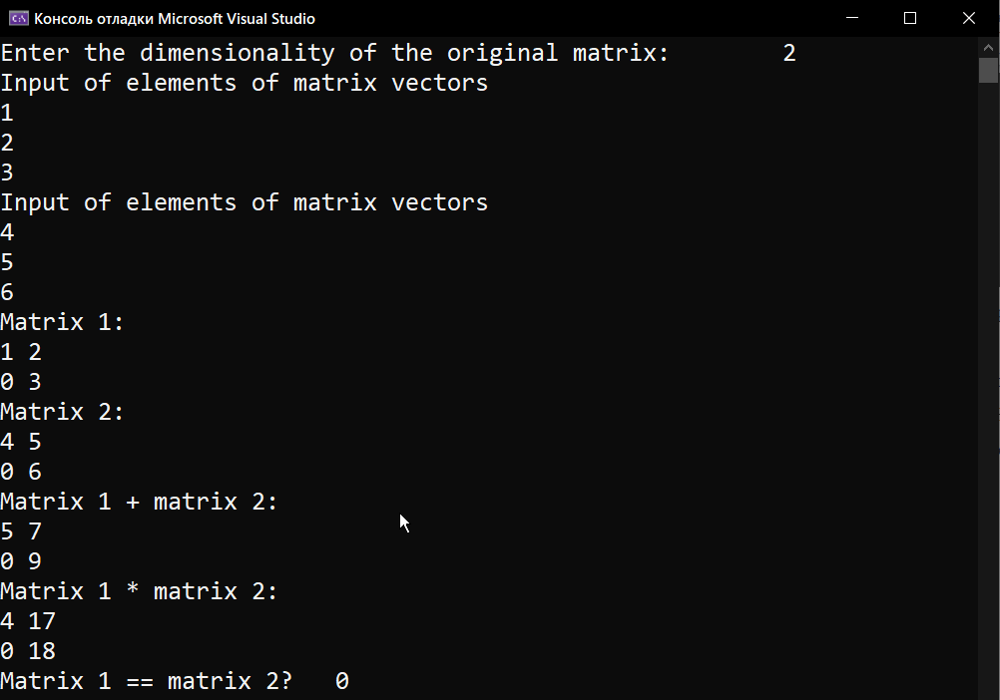 Консоль отладки Microsoft Visual Studio
Enter the dimensionality of the original matrix:        2
Input of elements of matrix vectors
1
2
3
Input of elements of matrix vectors
4
5
6
Matrix 1:
1 2
0 3
Matrix 2:
4 5
0 6
Matrix 1 + matrix 2:
5 7
0 9
Matrix 1 * matrix 2:
4 17
0 18
Matrix 1 == matrix 2?   0